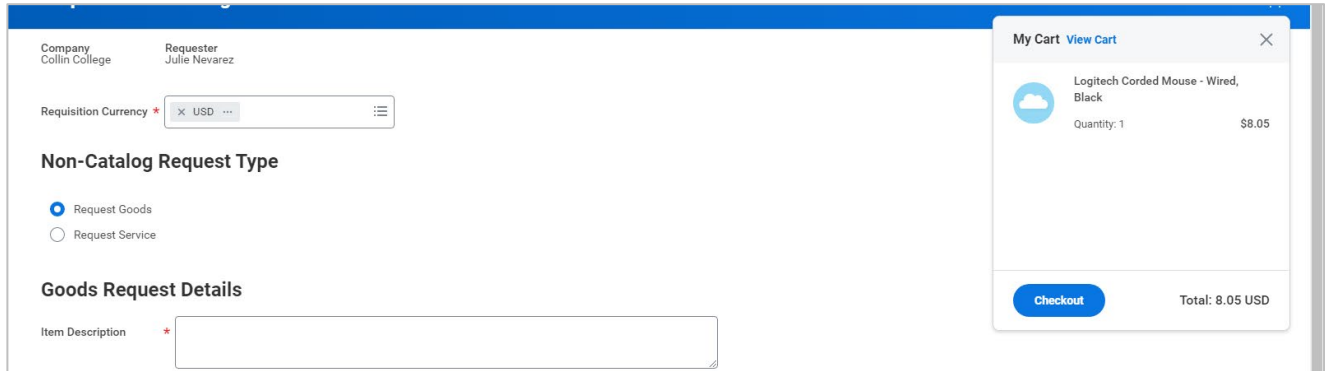 Company
Collin College
Requester
Julie Nevarez
Requisition Currency *
× USD ...
Non-Catalog Request Type
Request Goods
Request Service
Goods Request Details
Item Description *
My Cart View Cart
Logitech Corded Mouse - Wired,
Black
Quantity: 1 $8.05
Checkout Total: 8.05 USD